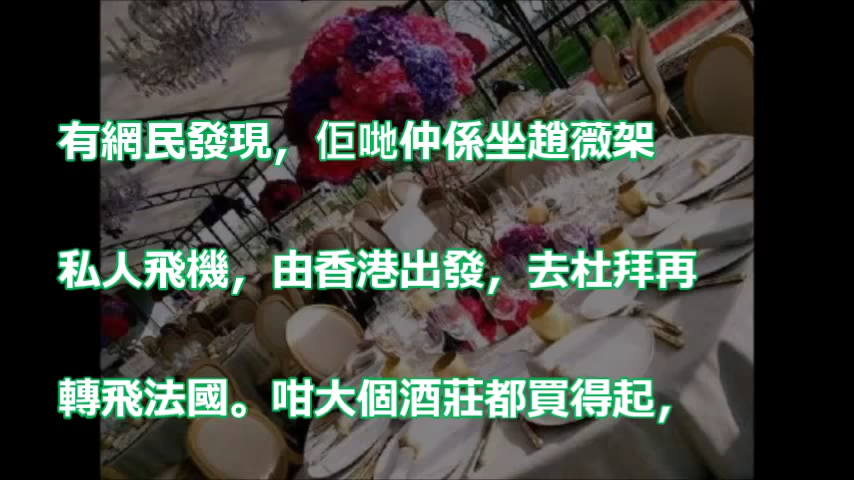 有網民發現，佢哋仲係坐趙薇架
私人飛機，由香港出發，去杜拜再
轉飛法國。咁大個酒莊都買得起，